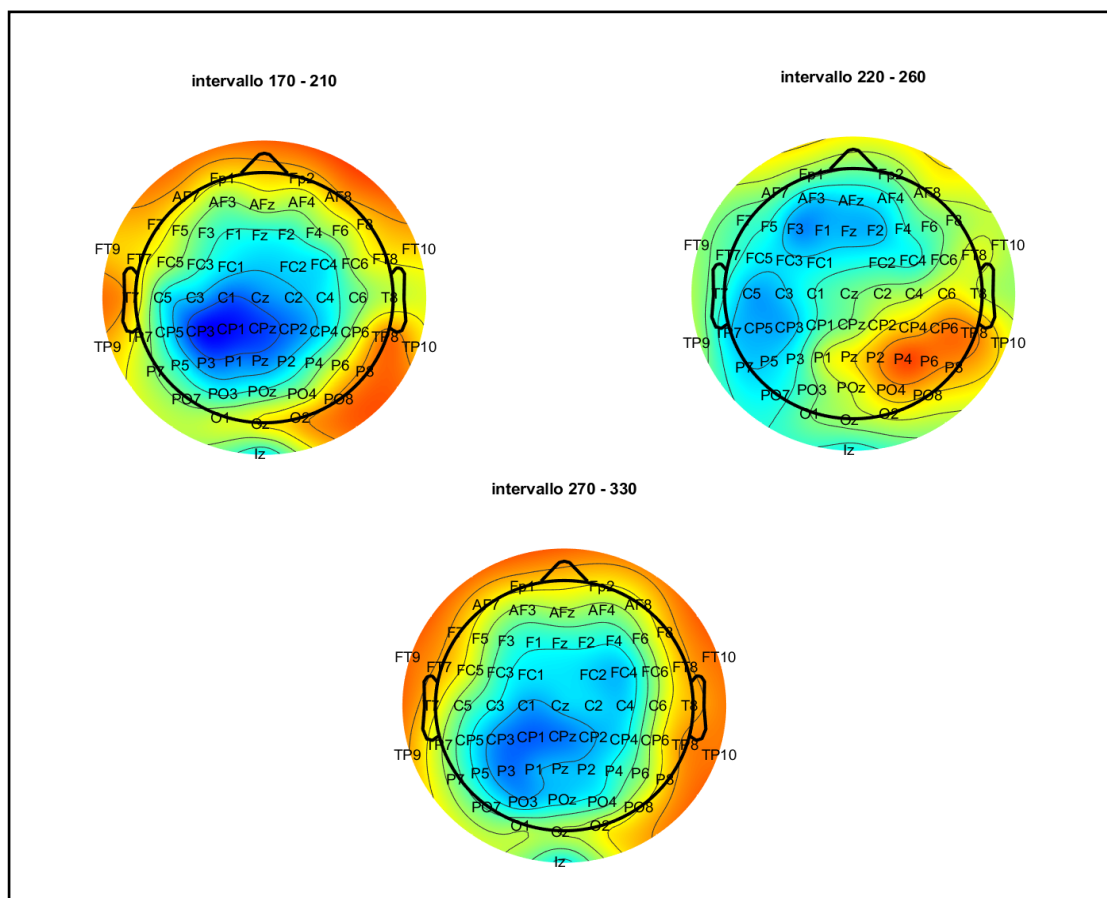 intervallo 170 - 210
Fp1 Fp2
AF7 AF3 AFz AF4 AF8
F7 F5 F3 F1 Fz F2 F4 F6 F8
FT9 FT7 FC5 FC3 FC1 FC2 FC4 FC6 FT8 FT10
T7 C5 C3 C1 Cz C2 C4 C6 T8
TP9 TP7 CP5 CP3 CP1 CPz CP2 CP4 CP6 TP8 TP10
P7 P5 P3 P1 Pz P2 P4 P6 P8
PO7 PO3 POz PO4 PO8
O1 Oz O2
Iz
intervallo 220 - 260
Fp1 Fp2
AF7 AF3 AFz AF4 AF8
F7 F5 F3 F1 Fz F2 F4 F6 F8
FT9 FT7 FC5 FC3 FC1 FC2 FC4 FC6 FT8 FT10
T7 C5 C3 C1 Cz C2 C4 C6 T8
TP9 TP7 CP5 CP3 CP1 CPz CP2 CP4 CP6 TP8 TP10
P7 P5 P3 P1 Pz P2 P4 P6 P8
PO7 PO3 POz PO4 PO8
O1 Oz O2
Iz
intervallo 270 - 330
Fp1 Fp2
AF7 AF3 AFz AF4 AF8
F7 F5 F3 F1 Fz F2 F4 F6 F8
FT9 FT7 FC5 FC3 FC1 FC2 FC4 FC6 FT8 FT10
T7 C5 C3 C1 Cz C2 C4 C6 T8
TP9 TP7 CP5 CP3 CP1 CPz CP2 CP4 CP6 TP8 TP10
P7 P5 P3 P1 Pz P2 P4 P6 P8
PO7 PO3 POz PO4 PO8
O1 Oz O2
Iz